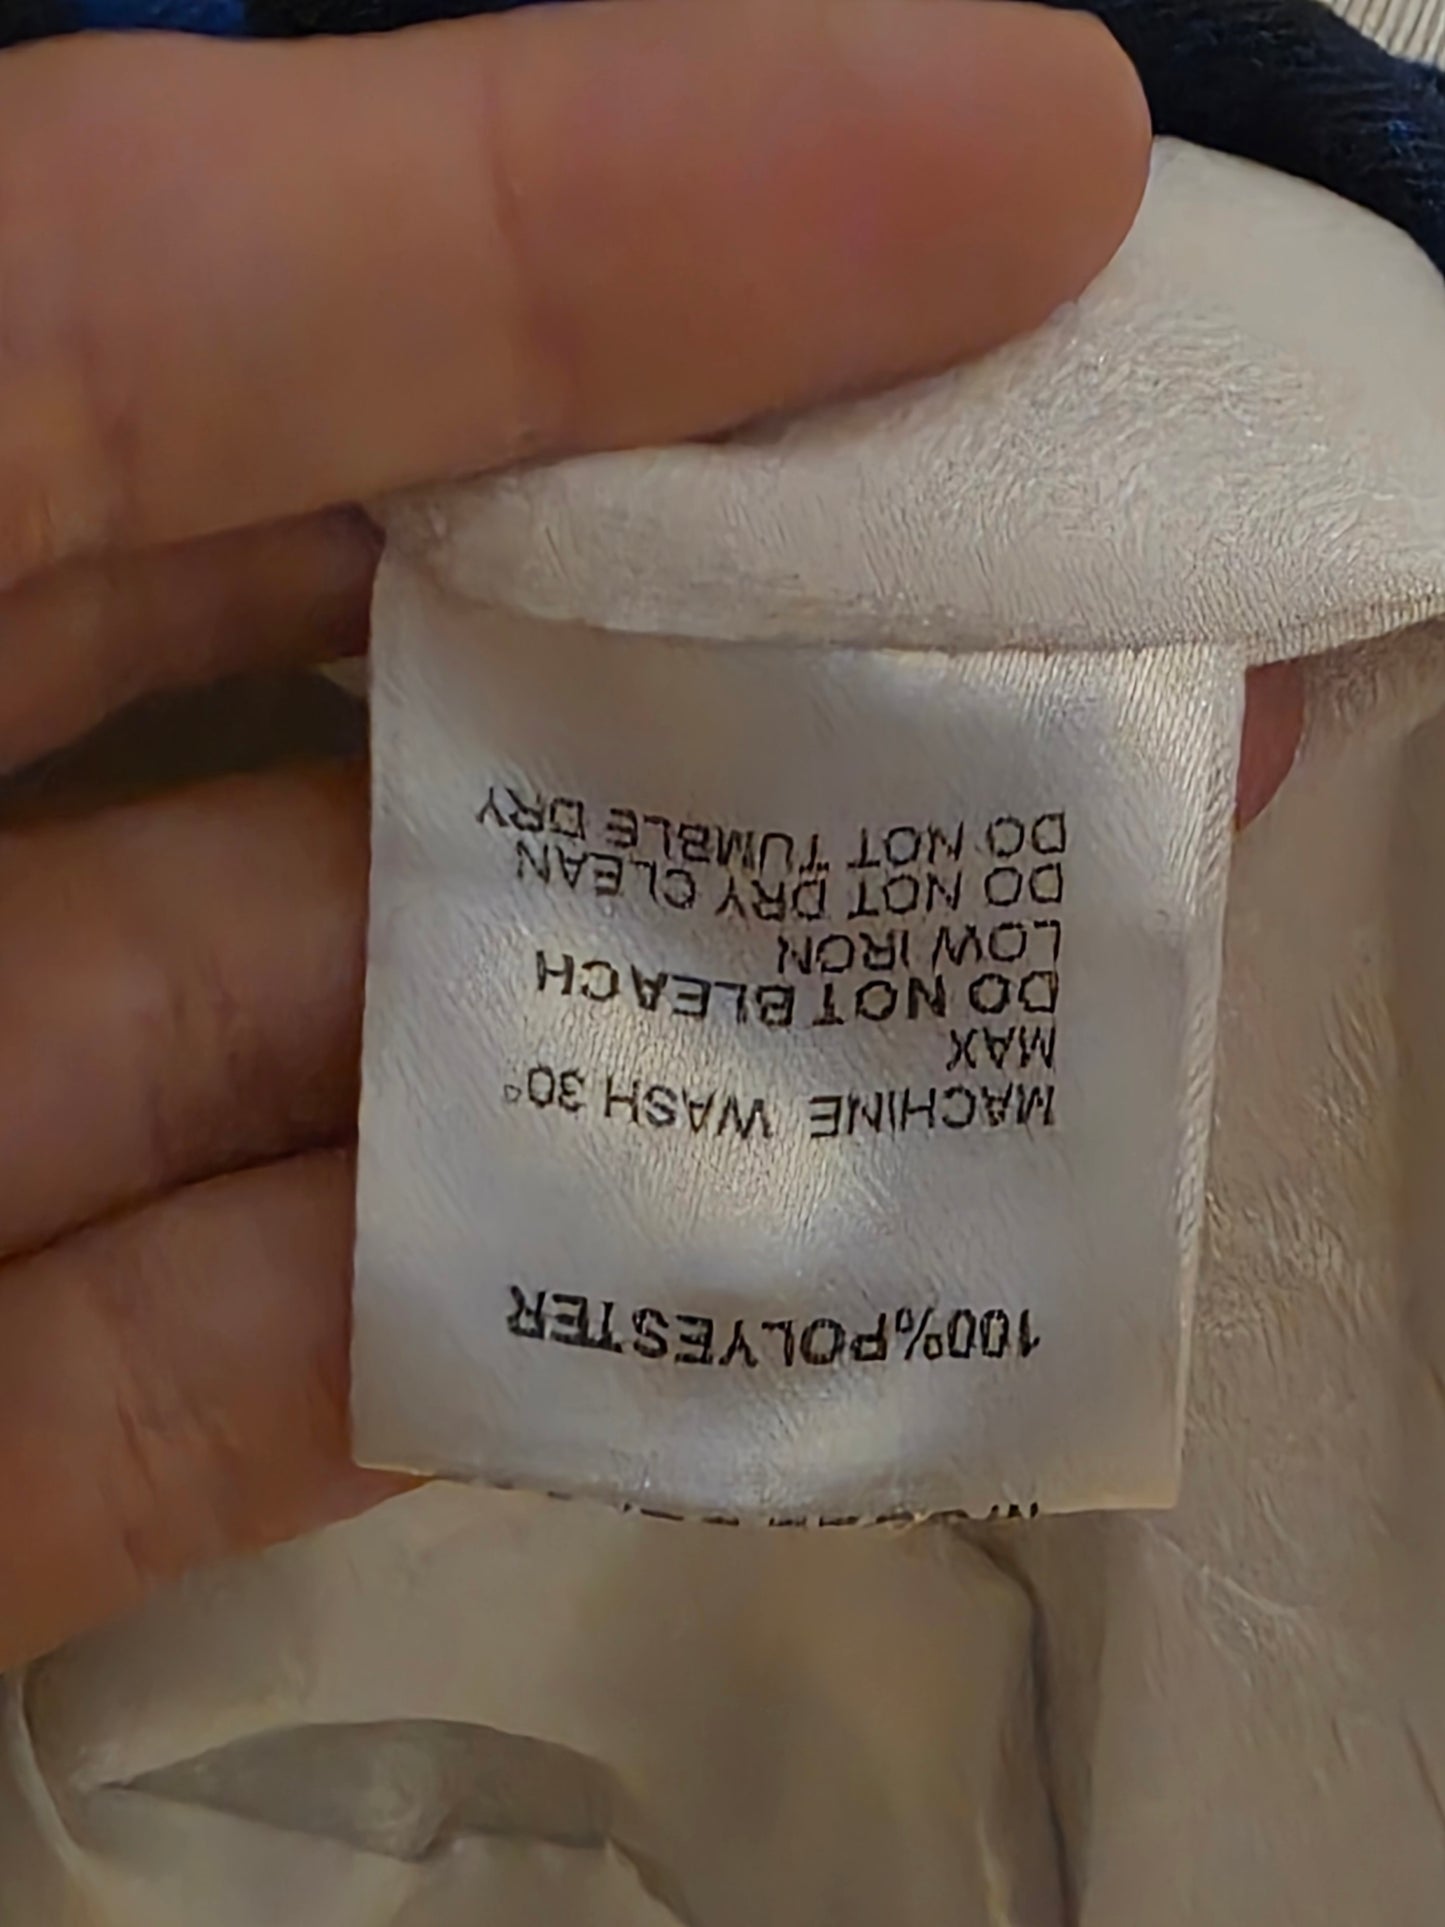 100%POLYESTER
MACHINE WASH 30°
MAX
DO NOT BLEACH
LOW IRON
DO NOT DRY CLEAN
DO NOT TUMBLE DRY